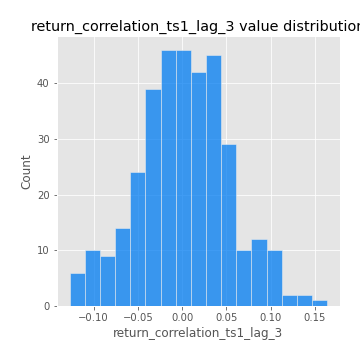 return_correlation_ts1_lag_3 value distribution
40
30
20
10
0
Count
−0.10 −0.05 0.00 0.05 0.10 0.15
return_correlation_ts1_lag_3